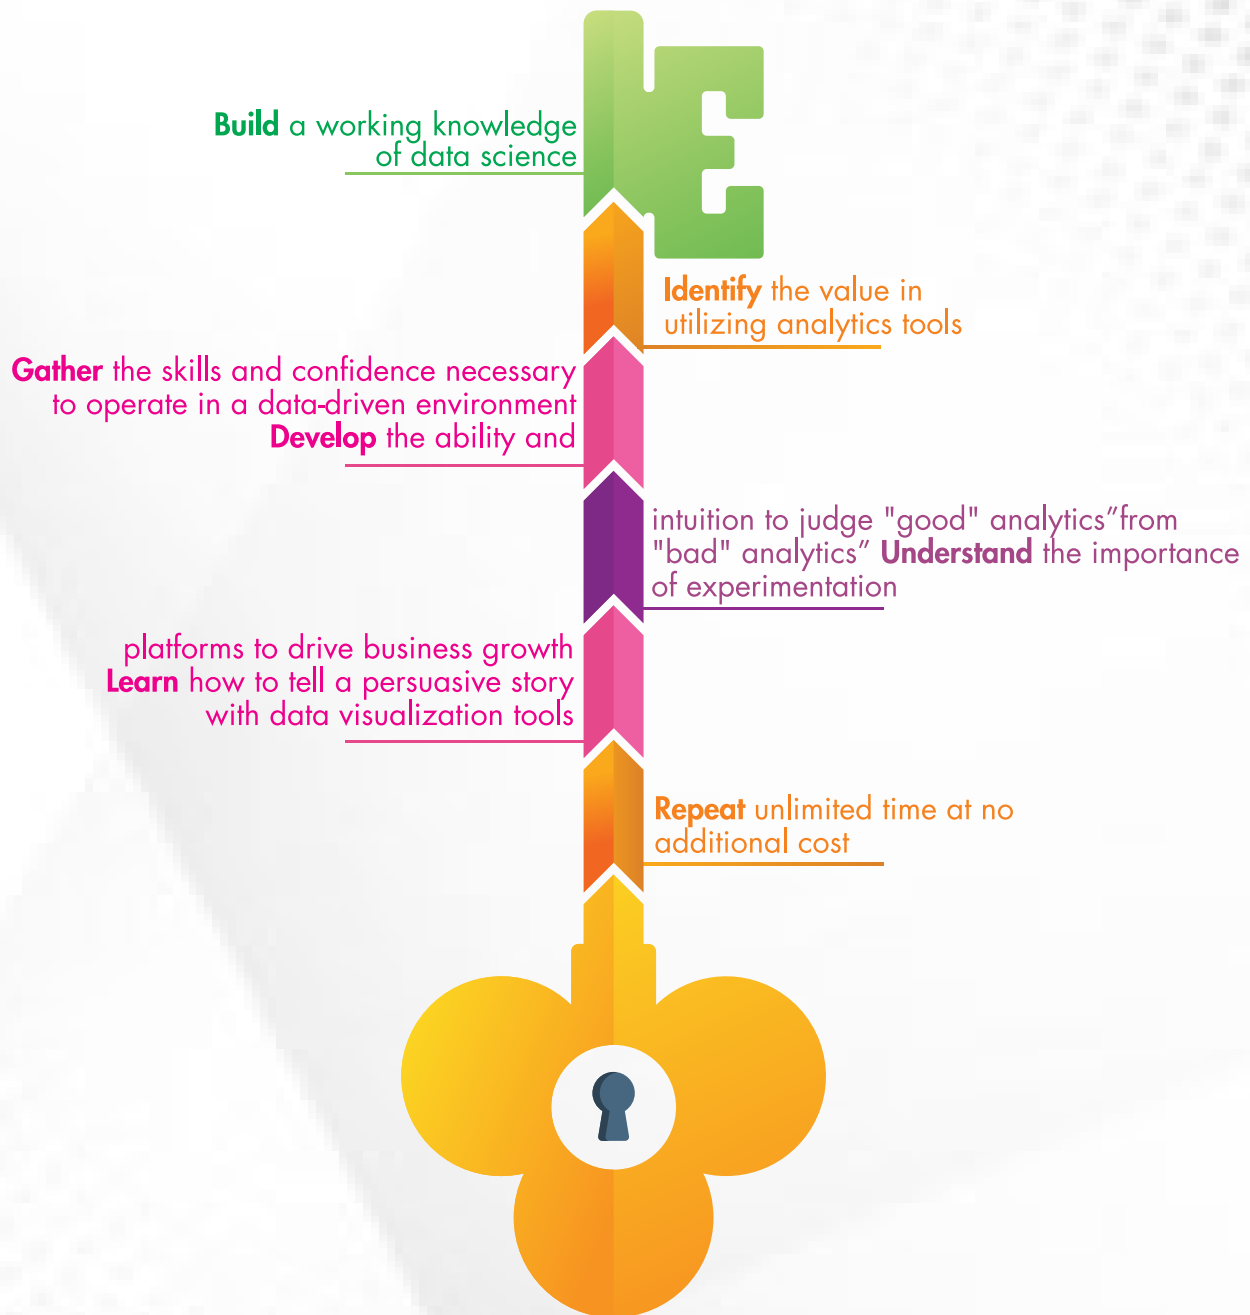 Build a working knowledge
of data science
Identify the value in
utilizing analytics tools
Gather the skills and confidence necessary
to operate in a data-driven environment
Develop the ability and
intuition to judge "good" analytics”from
"bad" analytics” Understand the importance
of experimentation
platforms to drive business growth
Learn how to tell a persuasive story
with data visualization tools
Repeat unlimited time at no
additional cost